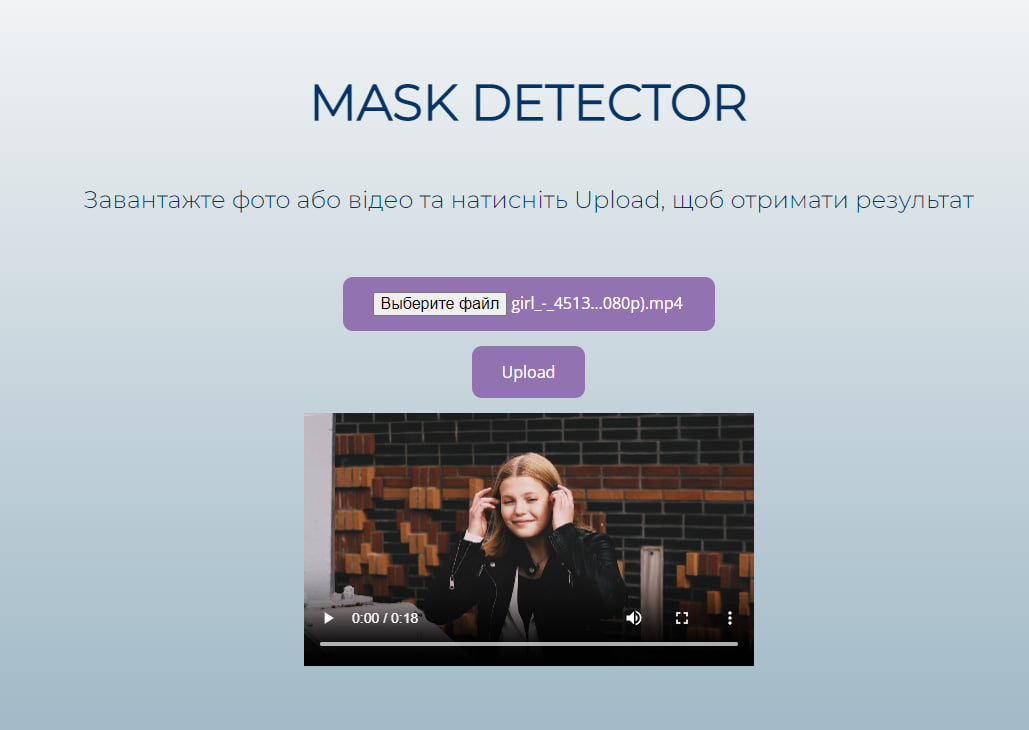 MASK DETECTOR
Завантажте фото або відео та натисніть Upload, щоб отримати результат
Выберите файл girl_-_4513...080p).mp4
Upload
0:00 / 0:18